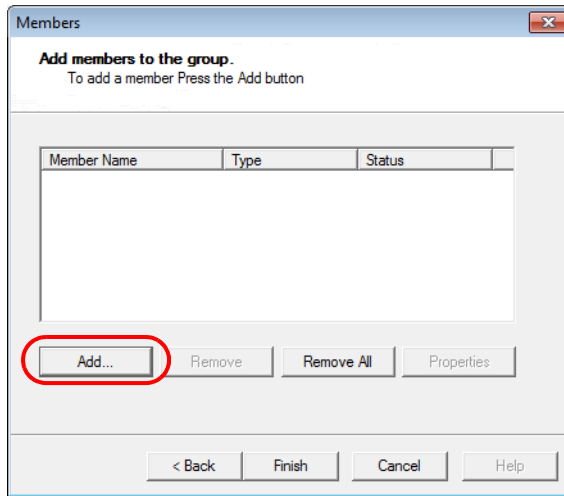 Members
Add members to the group.
To add a member Press the Add button
Member Name Type Status
Add... Remove Remove All Properties
< Back Finish Cancel Help